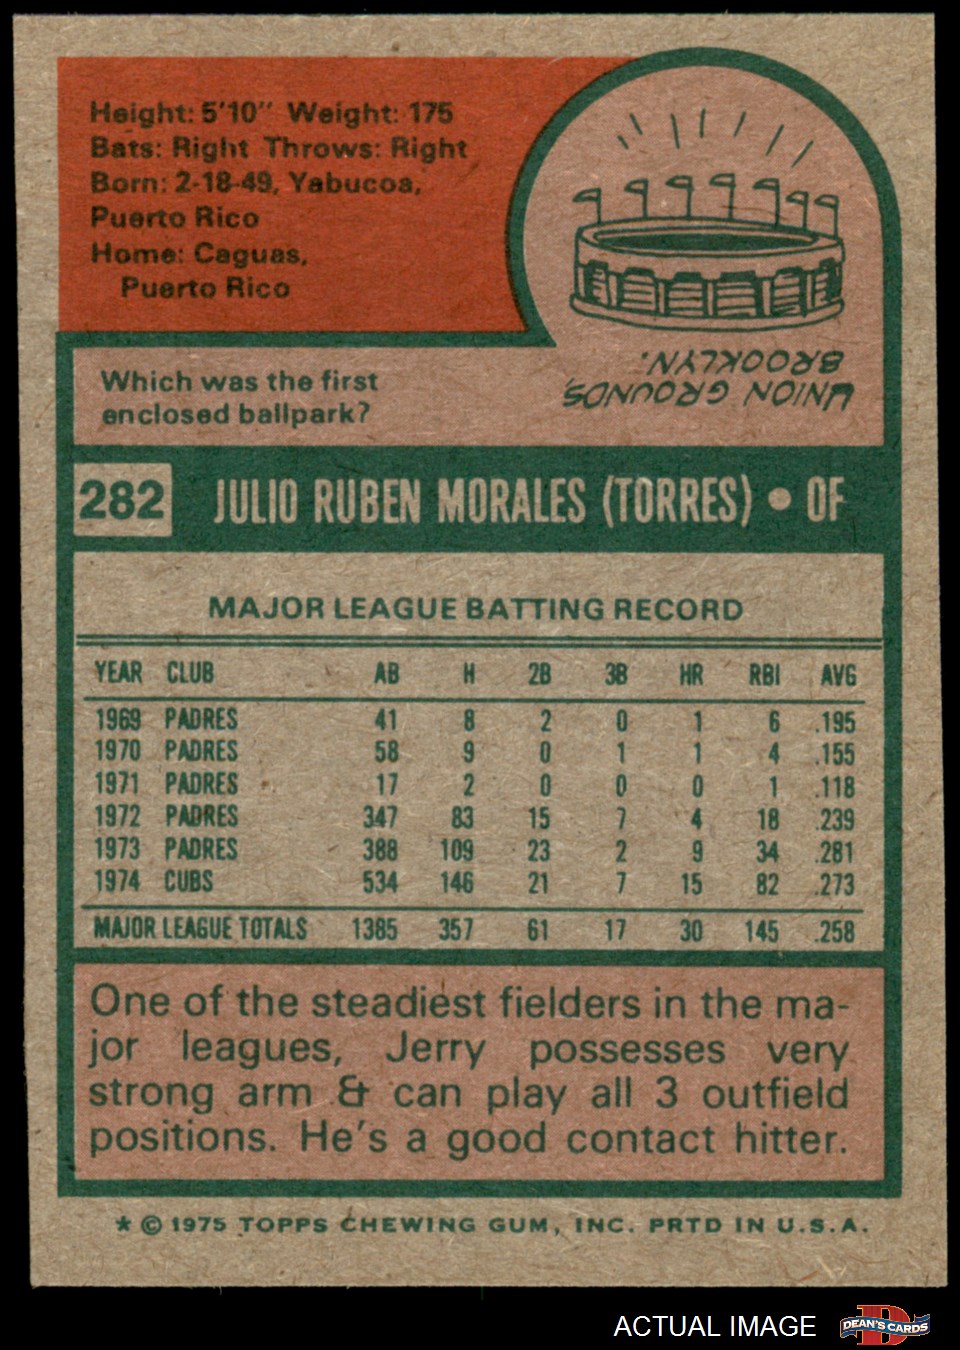 Height: 5'10" Weight: 175
Bats: Right Throws: Right
Born: 2-18-49, Yabucoa,
Puerto Rico
Home: Caguas,
Puerto Rico
Which was the first
enclosed ballpark?
UNION GROUNDS,
BROOKLYN.
282 JULIO RUBEN MORALES (TORRES) • OF
MAJOR LEAGUE BATTING RECORD
YEAR CLUB AB H 2B 3B HR RBI AVG
1969 PADRES 41 8 2 0 1 6 .195
1970 PADRES 58 9 0 1 1 4 .155
1971 PADRES 17 2 0 0 0 1 .118
1972 PADRES 347 83 15 7 4 18 .239
1973 PADRES 388 109 23 2 9 34 .281
1974 CUBS 534 146 21 7 15 82 .273
MAJOR LEAGUE TOTALS 1385 357 61 17 30 145 .258
One of the steadiest fielders in the ma-
jor leagues, Jerry possesses very
strong arm & can play all 3 outfield
positions. He's a good contact hitter.
* © 1975 TOPPS CHEWING GUM, INC. PRTD IN U.S.A.
ACTUAL IMAGE
DEAN'S CARDS